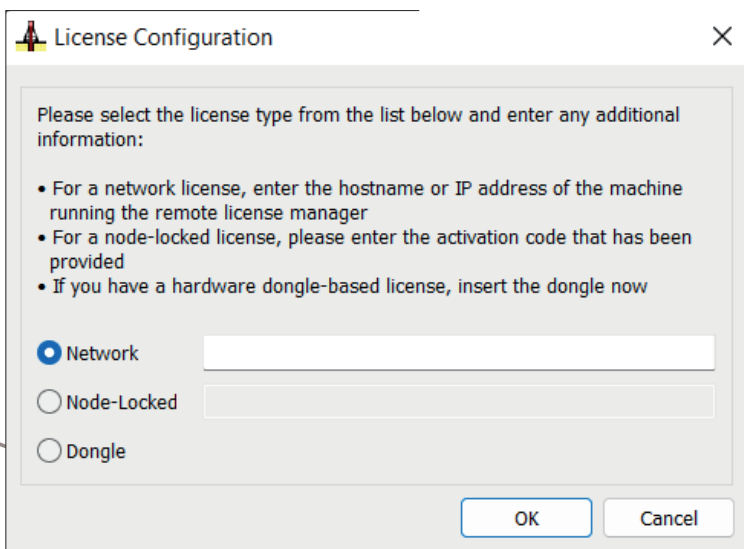 License Configuration
Please select the license type from the list below and enter any additional
information:
• For a network license, enter the hostname or IP address of the machine
running the remote license manager
• For a node-locked license, please enter the activation code that has been
provided
• If you have a hardware dongle-based license, insert the dongle now
Network
Node-Locked
Dongle
OK Cancel